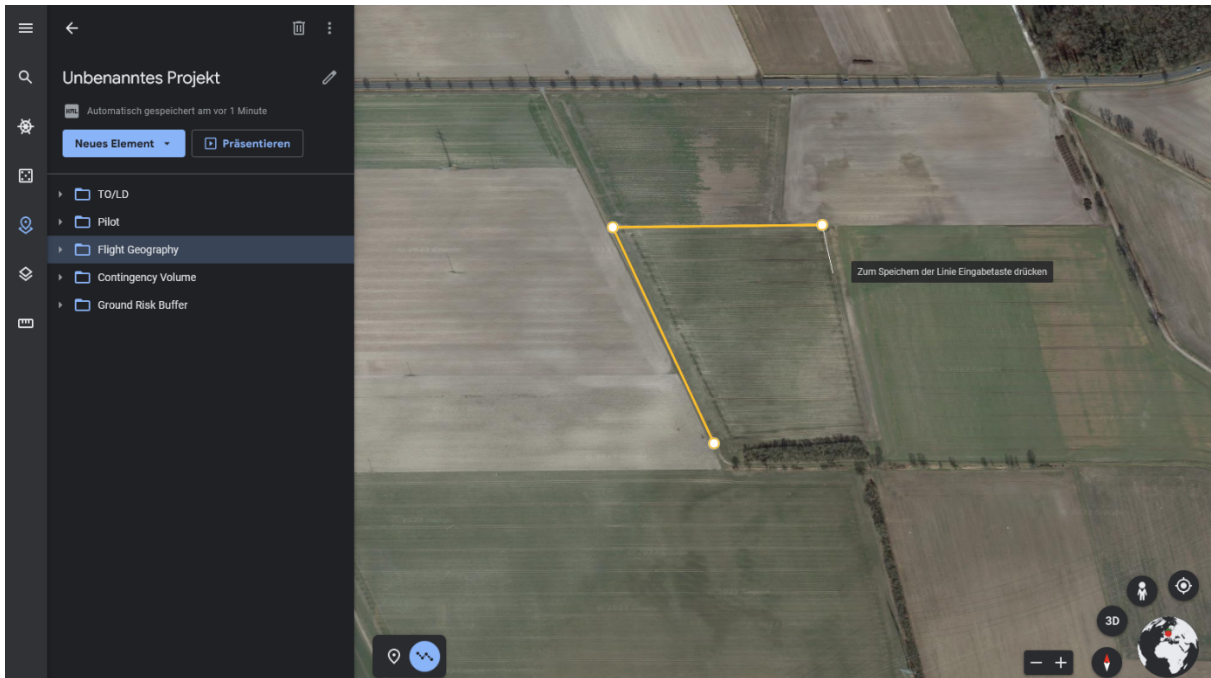 Unbenanntes Projekt
KML Automatisch gespeichert am vor 1 Minute
Neues Element
Präsentieren
TO/LD
Pilot
Flight Geography
Contingency Volume
Ground Risk Buffer
Zum Speichern der Linie Eingabetaste drücken
3D